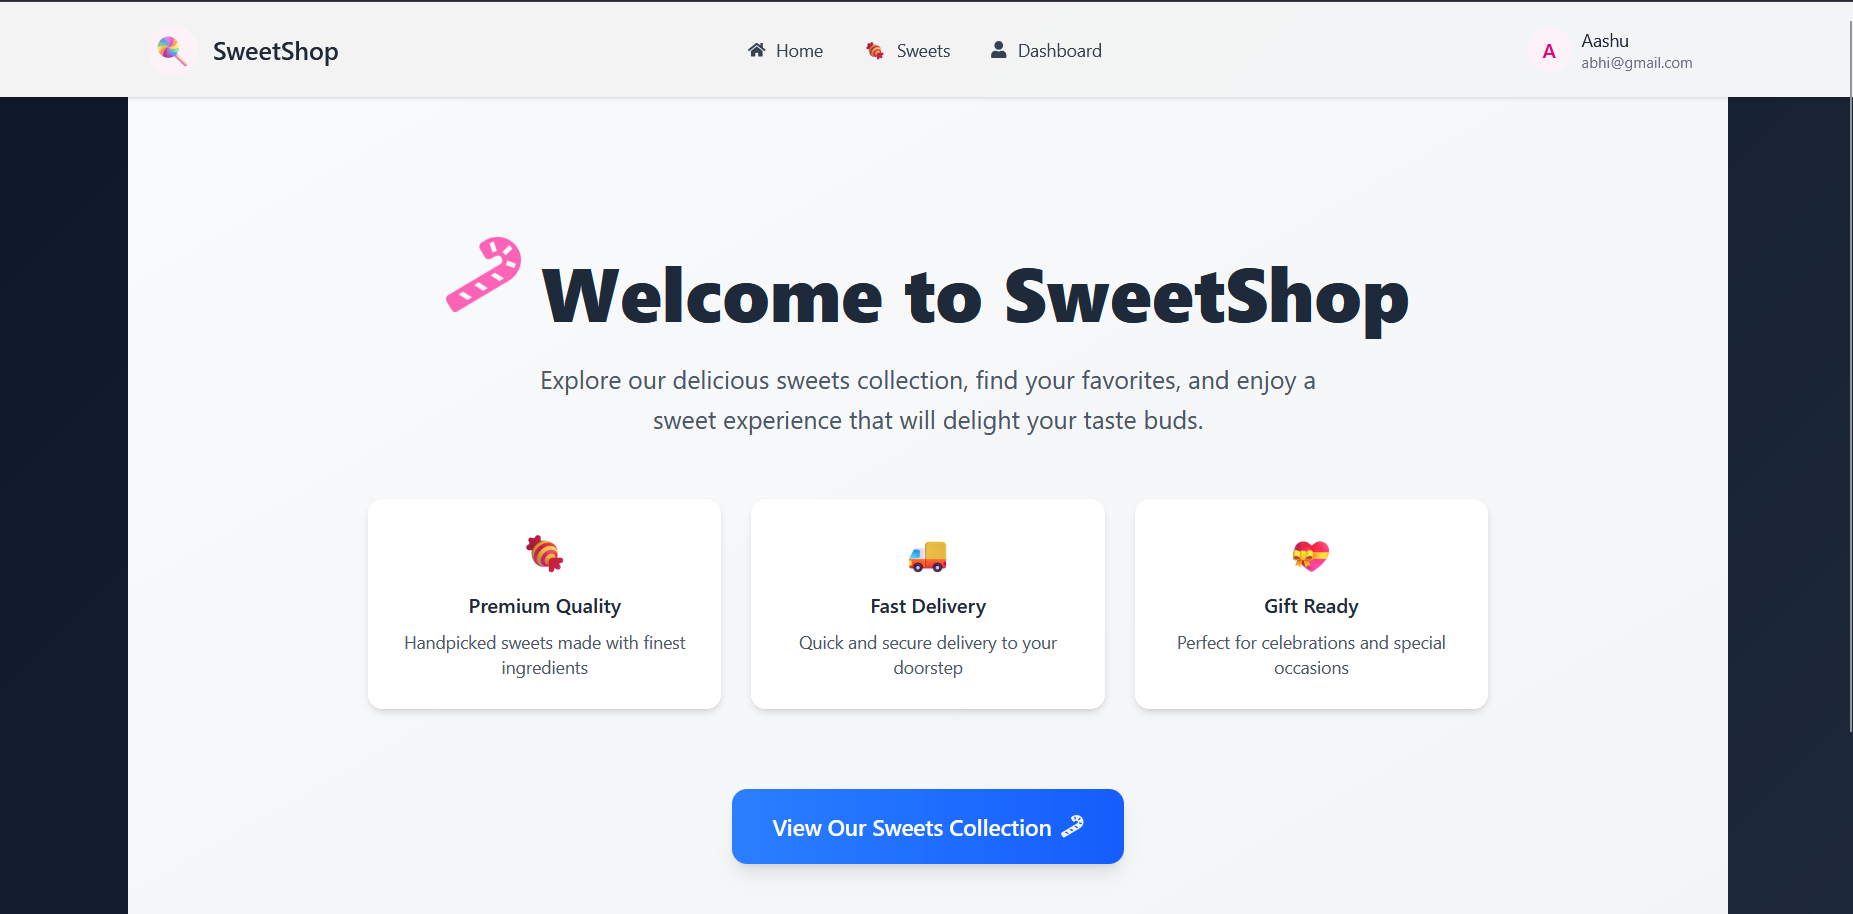 SweetShop
Home
Sweets
Dashboard
A
Aashu
abhi@gmail.com
Welcome to SweetShop
Explore our delicious sweets collection, find your favorites, and enjoy a
sweet experience that will delight your taste buds.
Premium Quality
Handpicked sweets made with finest
ingredients
Fast Delivery
Quick and secure delivery to your
doorstep
Gift Ready
Perfect for celebrations and special
occasions
View Our Sweets Collection